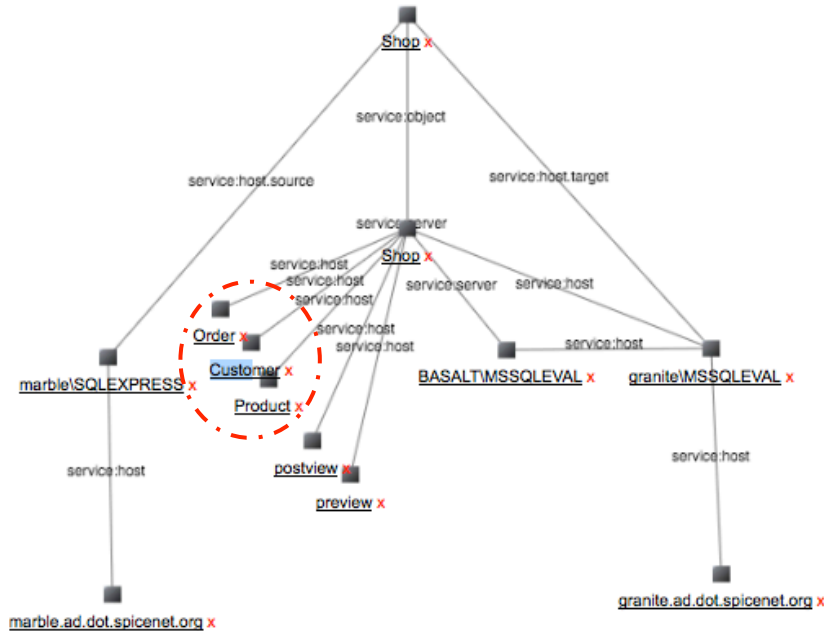 Shop x
service:object
service:host.source
service:host.target
service:server
Shop x
service:host
service:host
service:host
service:server
service:host
service:host
service:host
Order x
service:host
Customer x
marble\SQLEXPRESS x
BASALT\MSSQLEVAL x
granite\MSSQLEVAL x
Product x
service:host
service:host
postview x
preview x
marble.ad.dot.spicenet.org x
granite.ad.dot.spicenet.org x